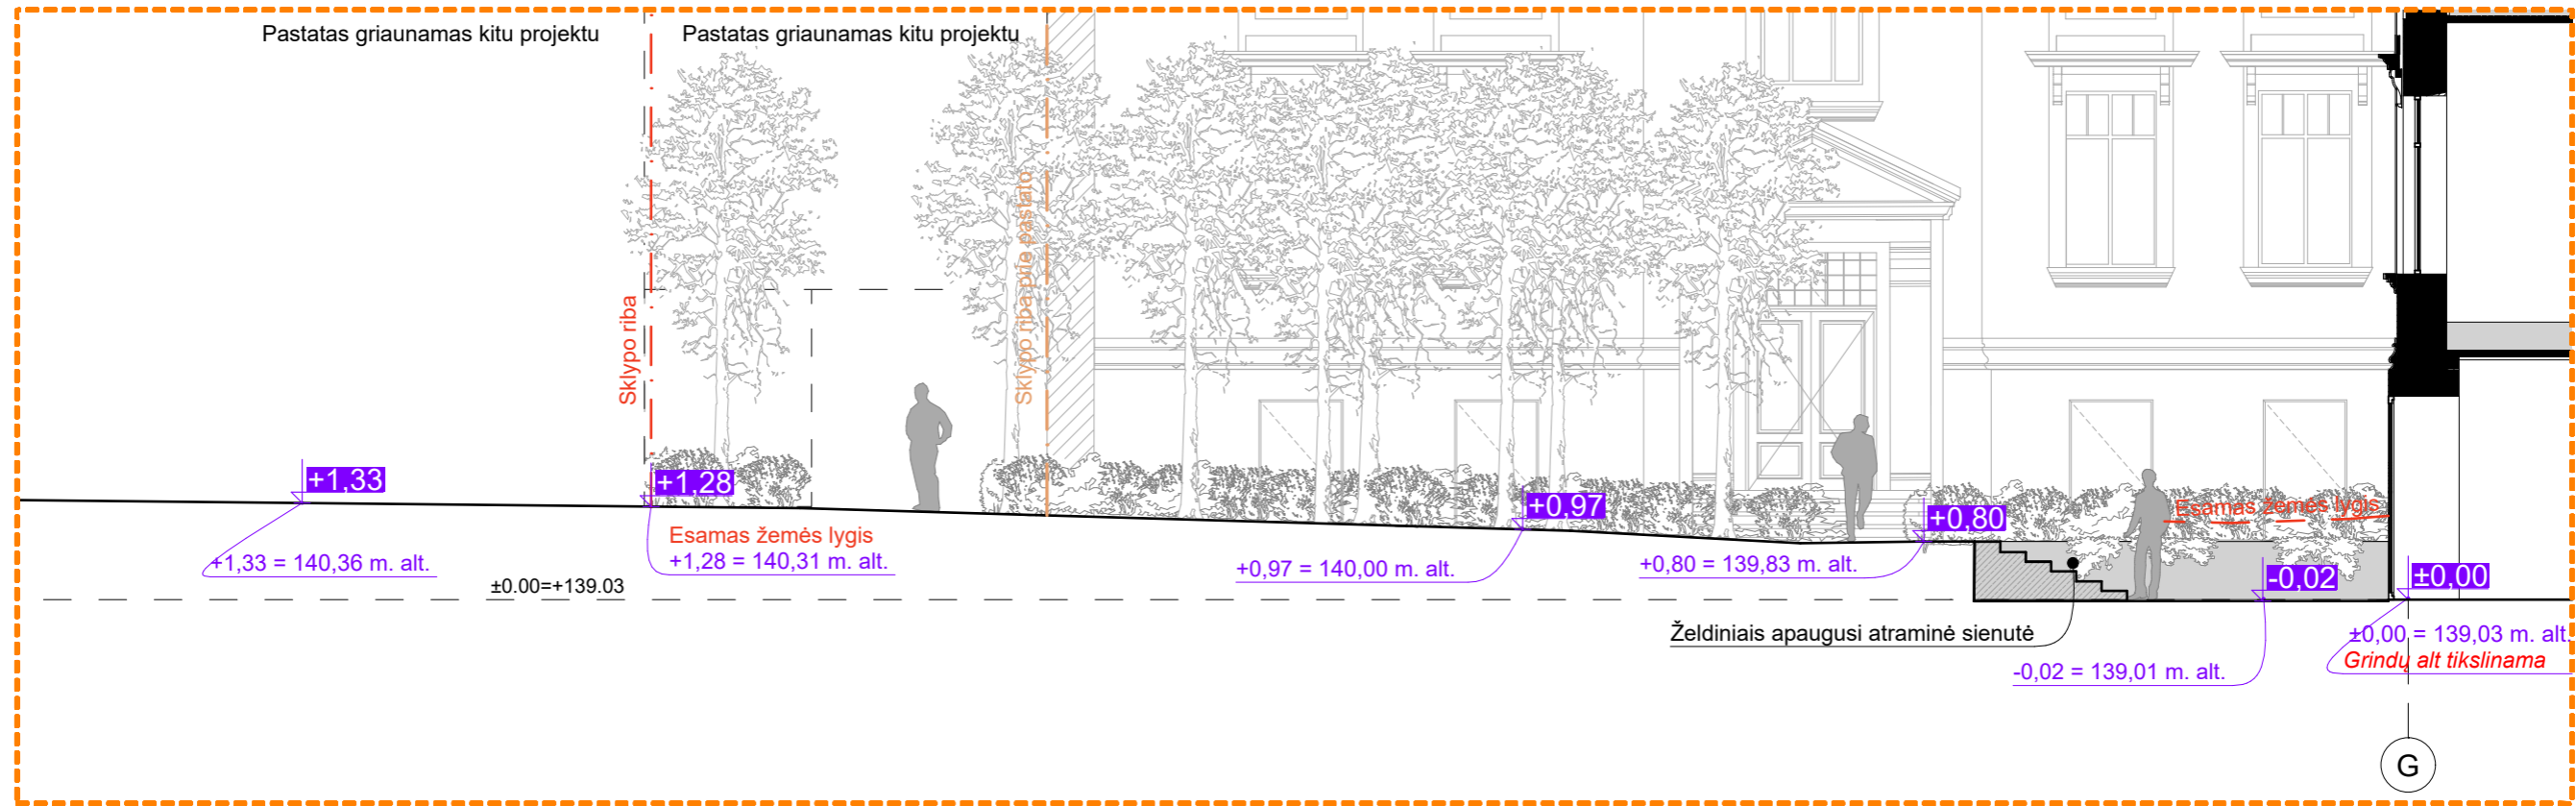 Pastatas griaunamas kitu projektu
Pastatas griaunamas kitu projektu
Sklypo riba
Sklypo riba prie pastato
+1,33
+1,28
+0,97
+0,80
Esamas žemės lygis
-0,02
±0,00
+1,33 = 140,36 m. alt.
Esamas žemės lygis
+1,28 = 140,31 m. alt.
±0.00=+139.03
+0,97 = 140,00 m. alt.
+0,80 = 139,83 m. alt.
Želdiniais apaugusi atraminė sienutė
-0,02 = 139,01 m. alt.
±0,00 = 139,03 m. alt.
Grindų alt tikslinama
G